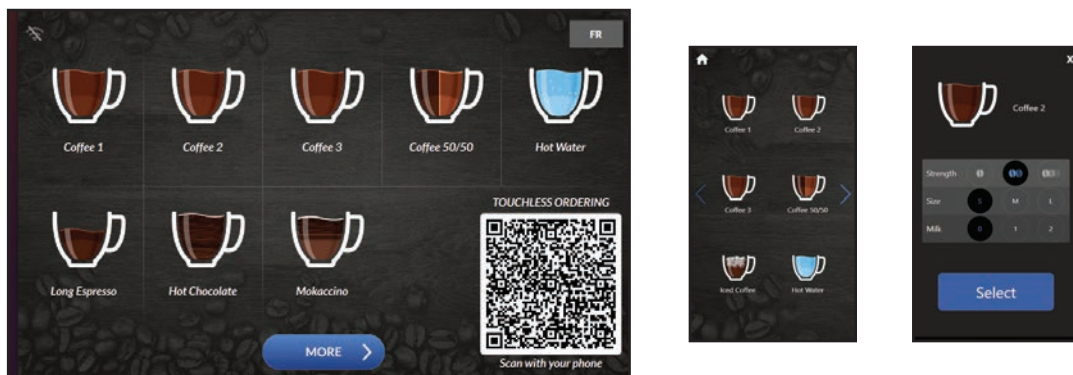 FR
Coffee 1 Coffee 2 Coffee 3 Coffee 50/50 Hot Water
TOUCHLESS ORDERING
Long Espresso Hot Chocolate Mokaccino
MORE
Scan with your phone
Coffee 1 Coffee 2
Coffee 3 Coffee 50/50
Iced Coffee Hot Water
X
Coffee 2
Strength
Size S M L
Milk 0 1 2
Select